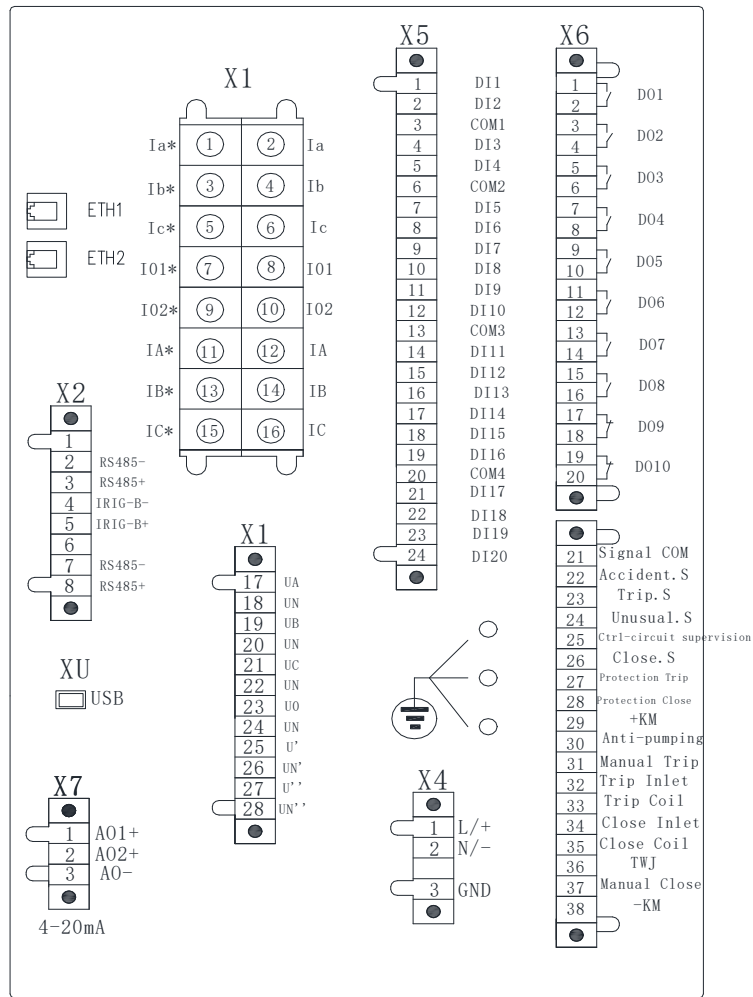 X1
Ia* 1 2 Ia
Ib* 3 4 Ib
Ic* 5 6 Ic
I01* 7 8 I01
I02* 9 10 I02
IA* 11 12 IA
IB* 13 14 IB
IC* 15 16 IC
ETH1
ETH2
X2
1
2 RS485-
3 RS485+
4 IRIG-B-
5 IRIG-B+
6
7 RS485-
8 RS485+
XU
USB
X7
1 AO1+
2 AO2+
3 AO-
4-20mA
X1
17 UA
18 UN
19 UB
20 UN
21 UC
22 UN
23 U0
24 UN
25 U'
26 UN'
27 U''
28 UN''
X5
1 DI1
2 DI2
3 COM1
4 DI3
5 DI4
6 COM2
7 DI5
8 DI6
9 DI7
10 DI8
11 DI9
12 DI10
13 COM3
14 DI11
15 DI12
16 DI13
17 DI14
18 DI15
19 DI16
20 COM4
21 DI17
22 DI18
23 DI19
24 DI20
X4
1 L/+
2 N/-
3 GND
X6
1
2 DO1
3
4 DO2
5
6 DO3
7
8 DO4
9
10 DO5
11
12 DO6
13
14 DO7
15
16 DO8
17
18 DO9
19
20 DO10
21 Signal COM
22 Accident.S
23 Trip.S
24 Unusual.S
25 Ctrl-circuit supervision
26 Close.S
27 Protection Trip
28 Protection Close
29 +KM
30 Anti-pumping
31 Manual Trip
32 Trip Inlet
33 Trip Coil
34 Close Inlet
35 Close Coil
36 TWJ
37 Manual Close
38 -KM